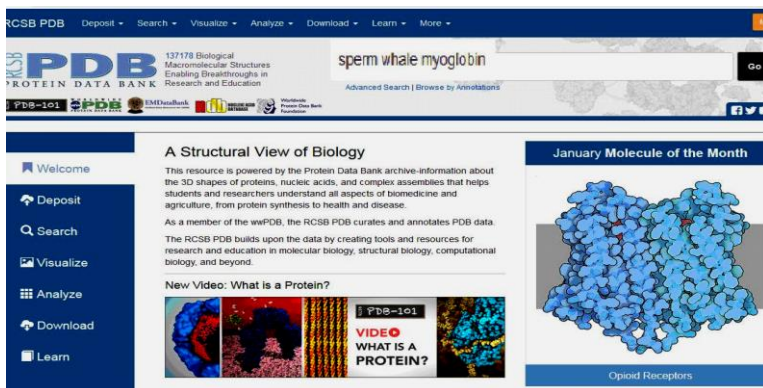 RCSB PDB Deposit Search Visualize Analyze Download Learn More
PDB
PROTEIN DATA BANK
137178 Biological
Macromolecular Structures
Enabling Breakthroughs in
Research and Education
sperm whale myoglobin
Go
Advanced Search | Browse by Annotations
PDB-101 PDB EMDataBank NUCLEIC ACID DATABASE Worldwide Protein Data Bank Foundation
Welcome
Deposit
Search
Visualize
Analyze
Download
Learn
A Structural View of Biology
This resource is powered by the Protein Data Bank archive-information about
the 3D shapes of proteins, nucleic acids, and complex assemblies that helps
students and researchers understand all aspects of biomedicine and
agriculture, from protein synthesis to health and disease.
As a member of the wwPDB, the RCSB PDB curates and annotates PDB data.
The RCSB PDB builds upon the data by creating tools and resources for
research and education in molecular biology, structural biology, computational
biology, and beyond.
New Video: What is a Protein?
PDB-101
VIDEO
WHAT IS A
PROTEIN?
January Molecule of the Month
Opioid Receptors